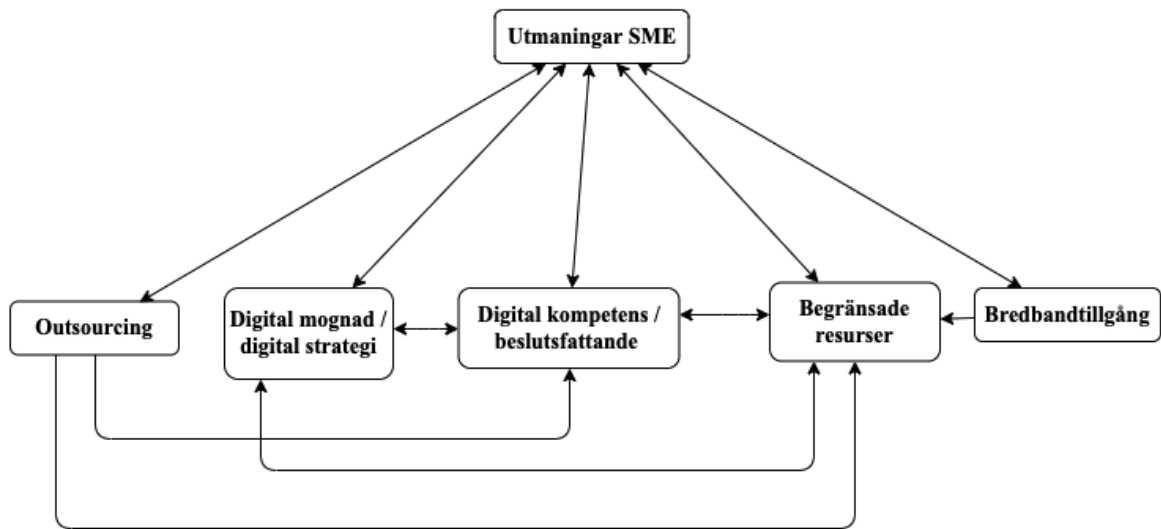 Utmaningar SME
Outsourcing
Digital mognad /
digital strategi
Digital kompetens /
beslutsfattande
Begränsade
resurser
Bredbandtillgång